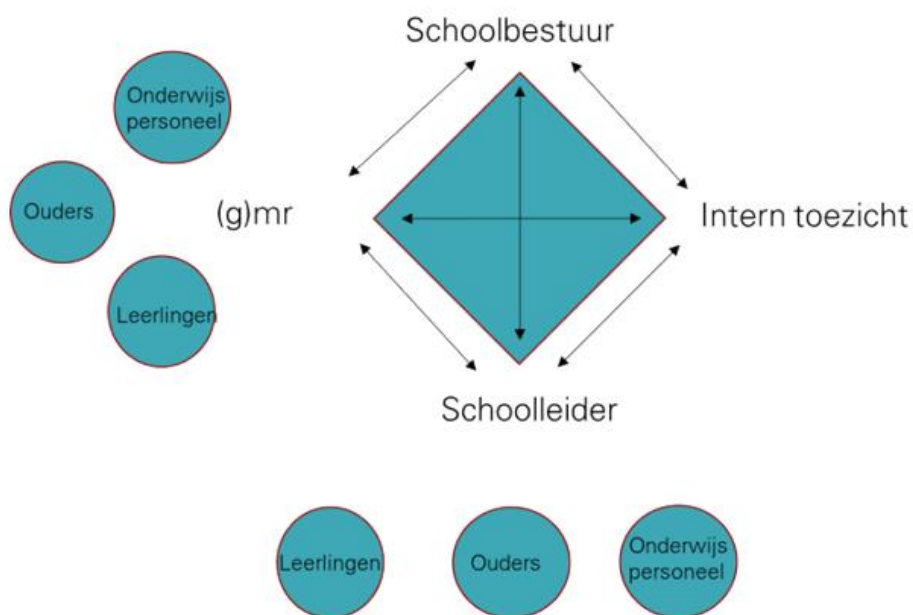 Schoolbestuur
Onderwijs
personeel
Ouders
(g)mr
Intern toezicht
Leerlingen
Schoolleider
Leerlingen
Ouders
Onderwijs
personeel